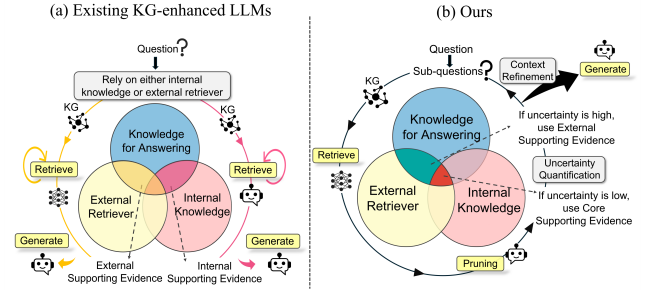 (a) Existing KG-enhanced LLMs
Question?
Rely on either internal
knowledge or external retriever
KG
KG
Knowledge
for Answering
Retrieve
Retrieve
External
Retriever
Internal
Knowledge
Generate
Generate
External
Supporting Evidence
Internal
Supporting Evidence
(b) Ours
Question
Sub-questions?
Context
Refinement
Generate
KG
Knowledge
for Answering
If uncertainty is high,
use External
Supporting Evidence
Retrieve
Uncertainty
Quantification
External
Retriever
Internal
Knowledge
If uncertainty is low,
use Core
Supporting Evidence
Pruning